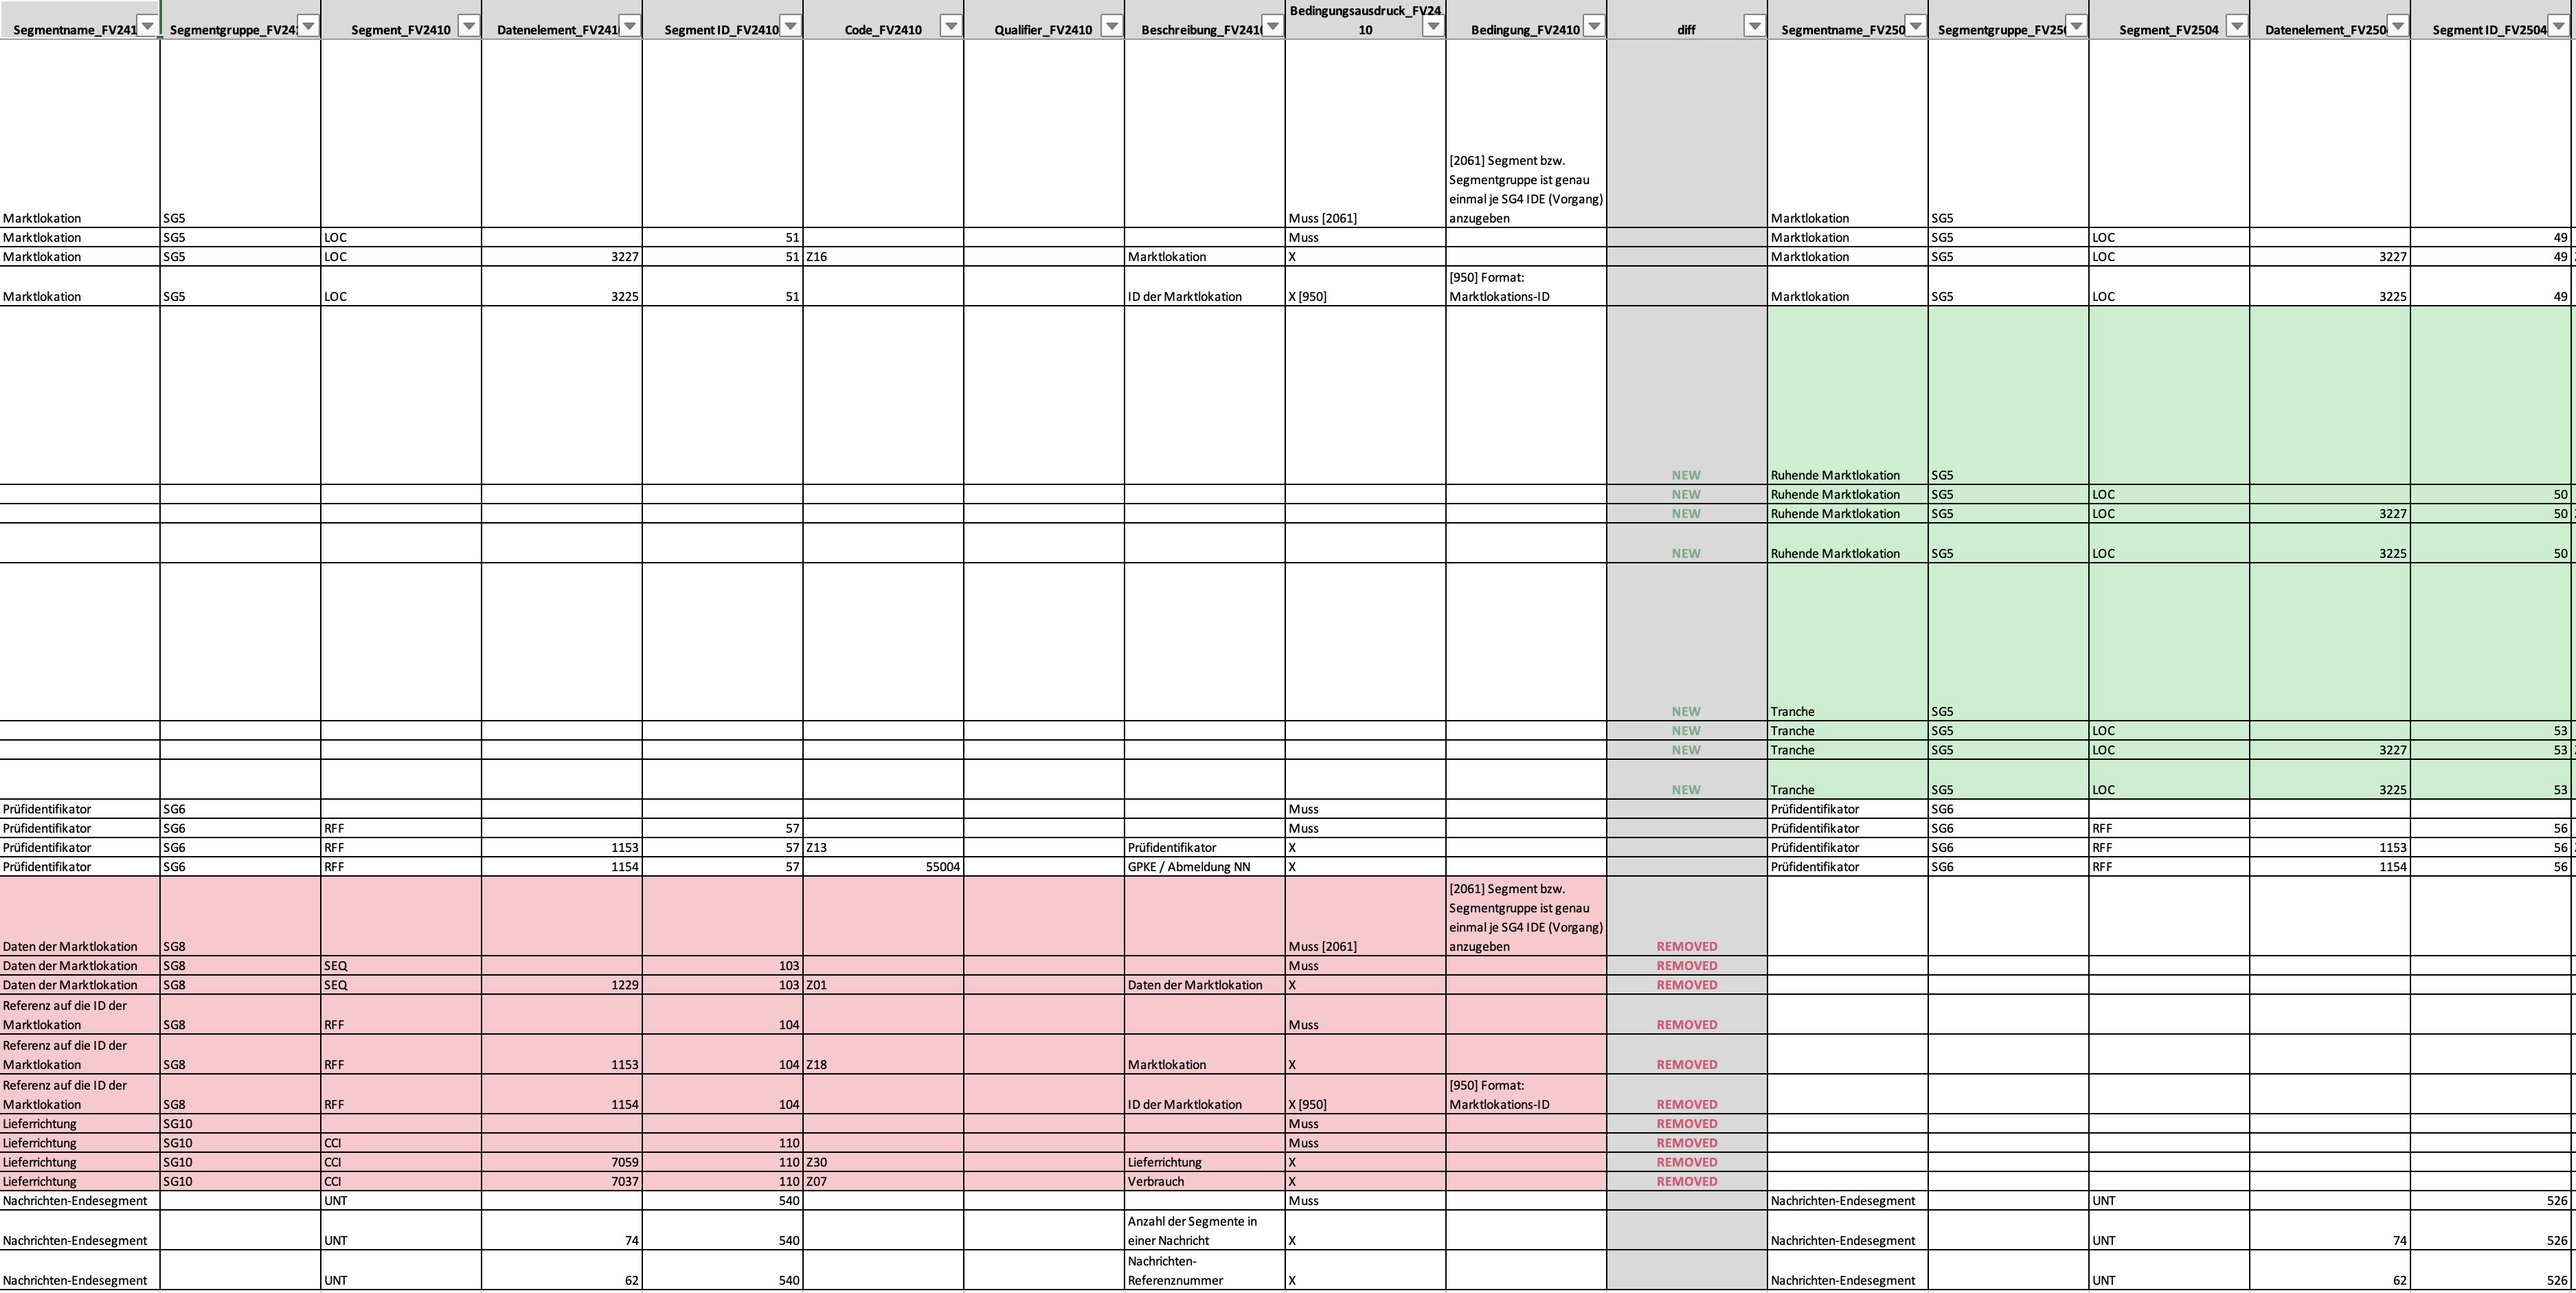 Bedingungsausdruck_FV24
Segmentname_FV241 Segmentgruppe_FV24 Segment_FV2410 Datenelement_FV241 Segment ID_FV2410 Code_FV2410 Qualifier_FV2410 Beschreibung_FV241 10 Bedingung_FV2410 diff Segmentname_FV250 Segmentgruppe_FV25 Segment_FV2504 Datenelement_FV250 Segment ID_FV2504
[2061] Segment bzw.
Segmentgruppe ist genau
einmal je SG4 IDE (Vorgang)
Marktlokation SG5 Muss [2061] anzugeben Marktlokation SG5
Marktlokation SG5 LOC 51 Muss Marktlokation SG5 LOC 49
Marktlokation SG5 LOC 3227 51 Z16 Marktlokation X Marktlokation SG5 LOC 3227 49
[950] Format:
Marktlokation SG5 LOC 3225 51 ID der Marktlokation X [950] Marktlokations-ID Marktlokation SG5 LOC 3225 49
NEW Ruhende Marktlokation SG5
NEW Ruhende Marktlokation SG5 LOC 50
NEW Ruhende Marktlokation SG5 LOC 3227 50
NEW Ruhende Marktlokation SG5 LOC 3225 50
NEW Tranche SG5
NEW Tranche SG5 LOC 53
NEW Tranche SG5 LOC 3227 53
NEW Tranche SG5 LOC 3225 53
Prüfidentifikator SG6 Muss Prüfidentifikator SG6
Prüfidentifikator SG6 RFF 57 Muss Prüfidentifikator SG6 RFF 56
Prüfidentifikator SG6 RFF 1153 57 Z13 Prüfidentifikator X Prüfidentifikator SG6 RFF 1153 56
Prüfidentifikator SG6 RFF 1154 57 55004 GPKE / Abmeldung NN X Prüfidentifikator SG6 RFF 1154 56
[2061] Segment bzw.
Segmentgruppe ist genau
einmal je SG4 IDE (Vorgang)
Daten der Marktlokation SG8 Muss [2061] anzugeben REMOVED
Daten der Marktlokation SG8 SEQ 103 Muss REMOVED
Daten der Marktlokation SG8 SEQ 1229 103 Z01 Daten der Marktlokation X REMOVED
Referenz auf die ID der
Marktlokation SG8 RFF 104 Muss REMOVED
Referenz auf die ID der
Marktlokation SG8 RFF 1153 104 Z18 Marktlokation X REMOVED
Referenz auf die ID der [950] Format:
Marktlokation SG8 RFF 1154 104 ID der Marktlokation X [950] Marktlokations-ID REMOVED
Lieferrichtung SG10 Muss REMOVED
Lieferrichtung SG10 CCI 110 Muss REMOVED
Lieferrichtung SG10 CCI 7059 110 Z30 Lieferrichtung X REMOVED
Lieferrichtung SG10 CCI 7037 110 Z07 Verbrauch X REMOVED
Nachrichten-Endesegment UNT 540 Muss Nachrichten-Endesegment UNT 526
Anzahl der Segmente in
Nachrichten-Endesegment UNT 74 540 einer Nachricht X Nachrichten-Endesegment UNT 74 526
Nachrichten-
Nachrichten-Endesegment UNT 62 540 Referenznummer X Nachrichten-Endesegment UNT 62 526